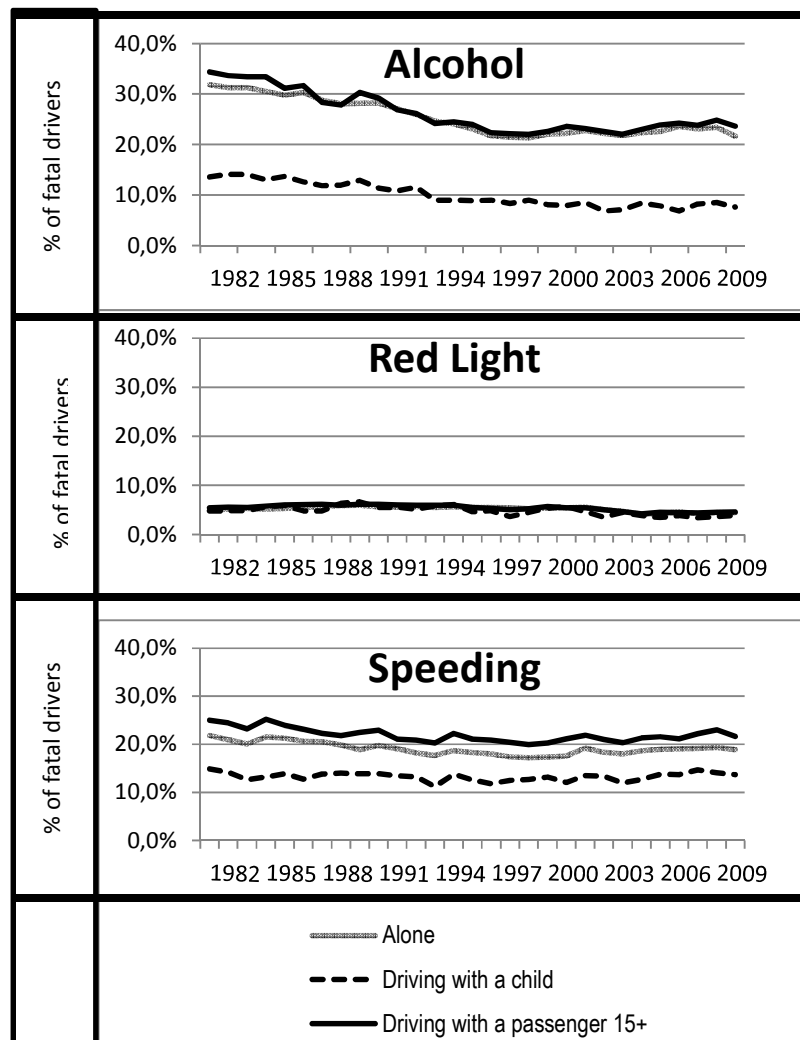 % of fatal drivers
Alcohol
40,0%
30,0%
20,0%
10,0%
0,0%
1982 1985 1988 1991 1994 1997 2000 2003 2006 2009
% of fatal drivers
Red Light
40,0%
30,0%
20,0%
10,0%
0,0%
1982 1985 1988 1991 1994 1997 2000 2003 2006 2009
% of fatal drivers
Speeding
40,0%
30,0%
20,0%
10,0%
0,0%
1982 1985 1988 1991 1994 1997 2000 2003 2006 2009
Alone
Driving with a child
Driving with a passenger 15+